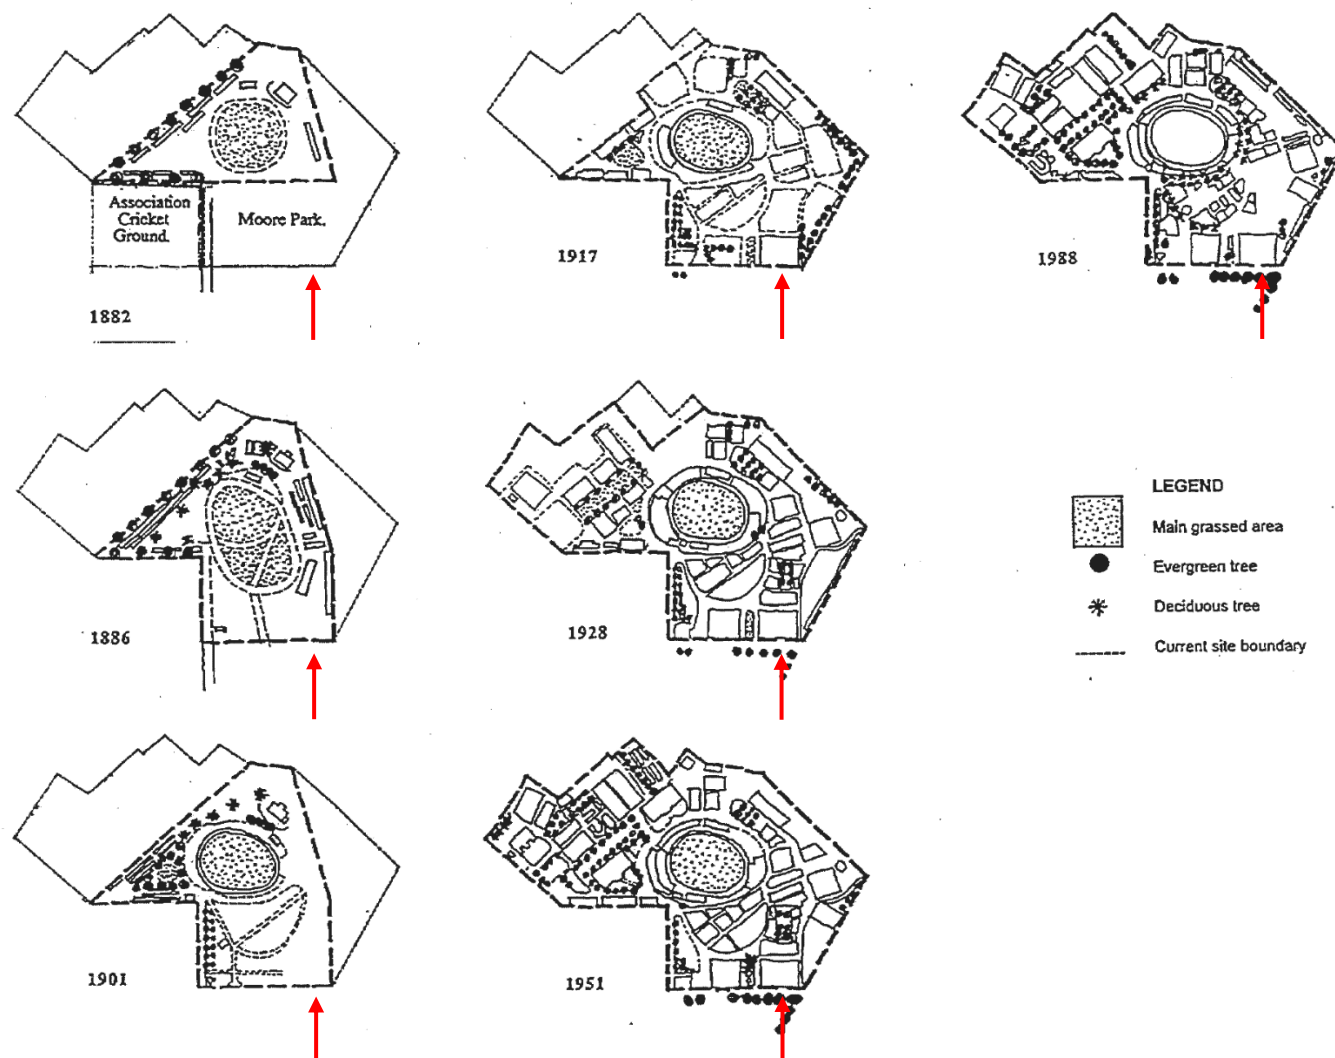 Association
Cricket
Ground.
Moore Park.
1882
1917
1988
1886
1928
1901
1951
LEGEND
Main grassed area
Evergreen tree
Deciduous tree
Current site boundary